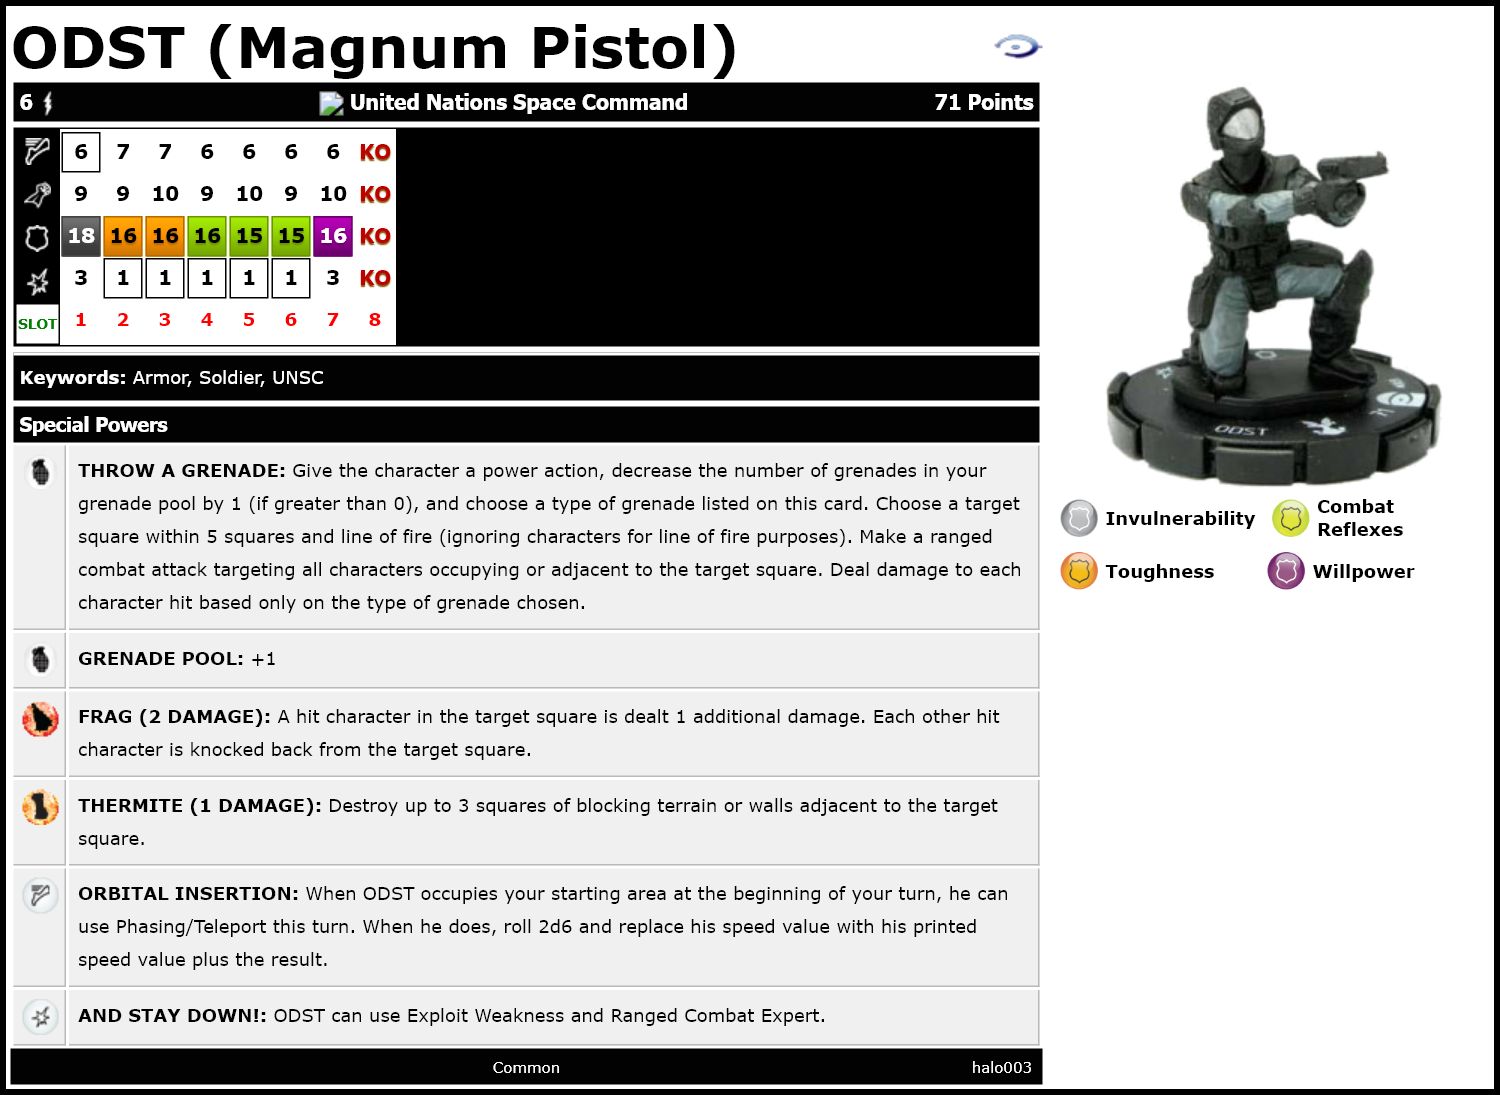 ODST (Magnum Pistol)
6 United Nations Space Command 71 Points
6 7 7 6 6 6 6 KO
9 9 10 9 10 9 10 KO
18 16 16 16 15 15 16 KO
3 1 1 1 1 1 3 KO
SLOT 1 2 3 4 5 6 7 8
Keywords: Armor, Soldier, UNSC
Special Powers
THROW A GRENADE: Give the character a power action, decrease the number of grenades in your
grenade pool by 1 (if greater than 0), and choose a type of grenade listed on this card. Choose a target
square within 5 squares and line of fire (ignoring characters for line of fire purposes). Make a ranged
combat attack targeting all characters occupying or adjacent to the target square. Deal damage to each
character hit based only on the type of grenade chosen.
GRENADE POOL: +1
FRAG (2 DAMAGE): A hit character in the target square is dealt 1 additional damage. Each other hit
character is knocked back from the target square.
THERMITE (1 DAMAGE): Destroy up to 3 squares of blocking terrain or walls adjacent to the target
square.
ORBITAL INSERTION: When ODST occupies your starting area at the beginning of your turn, he can
use Phasing/Teleport this turn. When he does, roll 2d6 and replace his speed value with his printed
speed value plus the result.
AND STAY DOWN!: ODST can use Exploit Weakness and Ranged Combat Expert.
Common halo003
ODST
Invulnerability
Combat
Reflexes
Toughness
Willpower